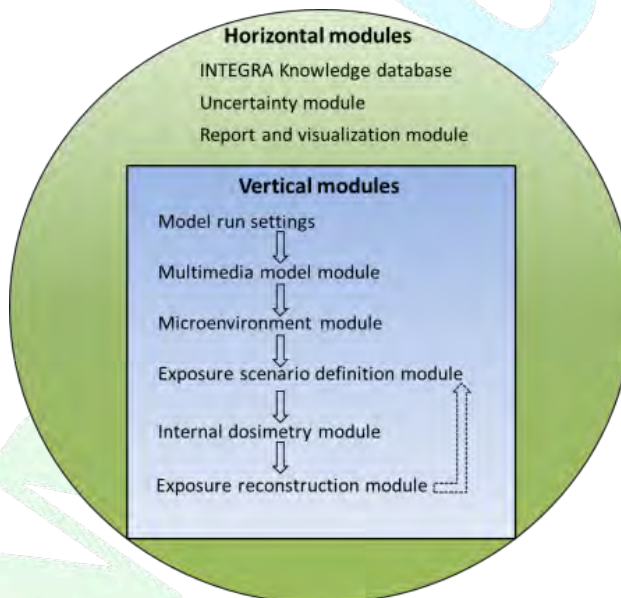 Horizontal modules
INTEGRA Knowledge database
Uncertainty module
Report and visualization module
Vertical modules
Model run settings
Multimedia model module
Microenvironment module
Exposure scenario definition module
Internal dosimetry module
Exposure reconstruction module